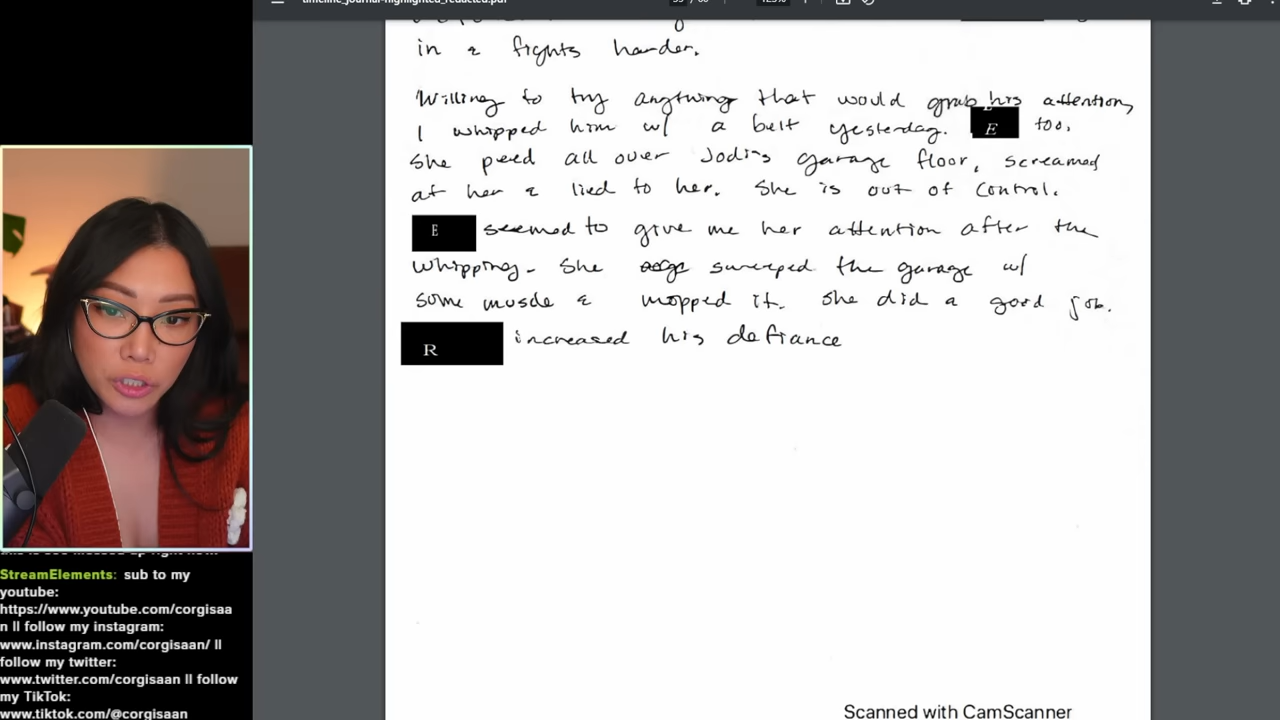 timeline_journal-highlighted_redacted.pdf
in & fights harder.
Willing to try anything that would grab his attention,
I whipped him w/ a belt yesterday. E too.
She peed all over Jodi's garage floor, screamed
at her & lied to her. She is out of control.
E seemed to give me her attention after the
whipping. She sweeped the garage w/
some muscle & mopped it. She did a good job.
R increased his defiance
Scanned with CamScanner
StreamElements: sub to my
youtube:
https://www.youtube.com/corgisaa
n || follow my instagram:
www.instagram.com/corgisaan/ ||
follow my twitter:
www.twitter.com/corgisaan || follow
my TikTok:
www.tiktok.com/@corgisaan